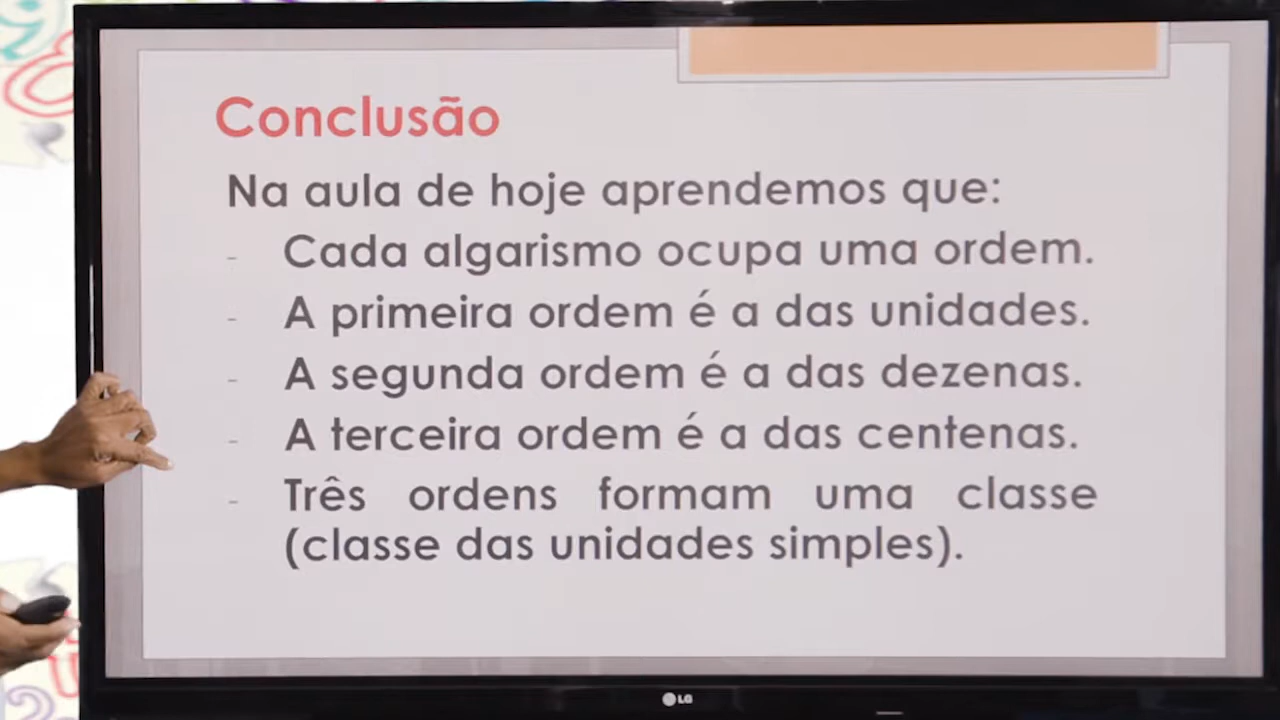 Conclusão
Na aula de hoje aprendemos que:
- Cada algarismo ocupa uma ordem.
- A primeira ordem é a das unidades.
- A segunda ordem é a das dezenas.
- A terceira ordem é a das centenas.
- Três ordens formam uma classe
(classe das unidades simples).
LG